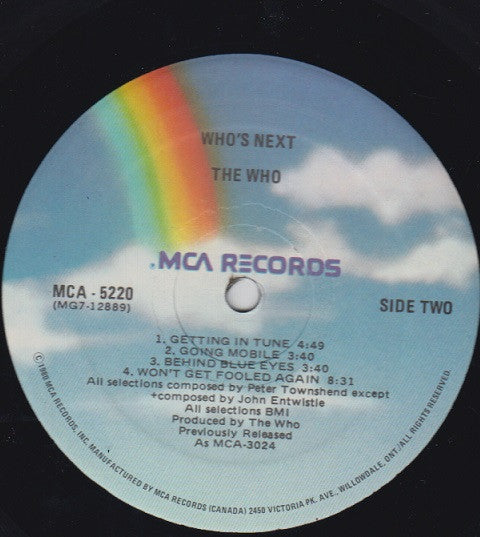 WHO'S NEXT
THE WHO
MCA RECORDS
MCA - 5220
(MG7-12889)
SIDE TWO
1. GETTING IN TUNE 4:49
2. GOING MOBILE 3:40
3. BEHIND BLUE EYES 3:40
4. WON'T GET FOOLED AGAIN 8:31
All selections composed by Peter Townshend except
+composed by John Entwistle
All selections BMI
Produced by The Who
Previously Released
As MCA-3024
©1980 MCA RECORDS, INC. MANUFACTURED BY MCA RECORDS (CANADA) 2450 VICTORIA PK. AVE., WILLOWDALE, ONT./ALL RIGHTS RESERVED.